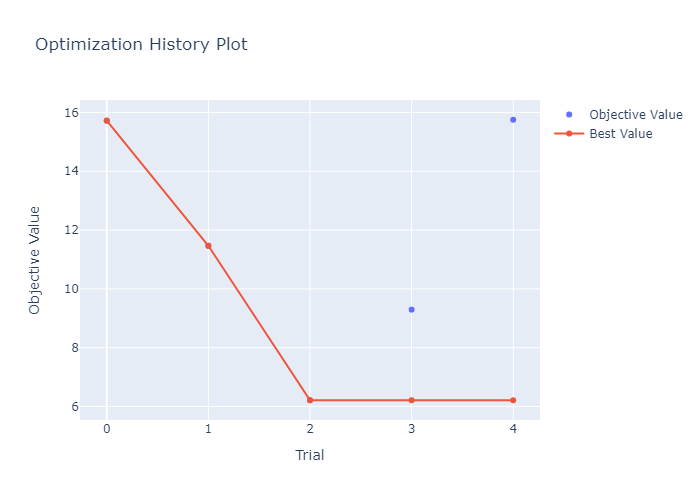 Optimization History Plot
Objective Value
Best Value
16
14
12
10
8
6
Objective Value
0 1 2 3 4
Trial